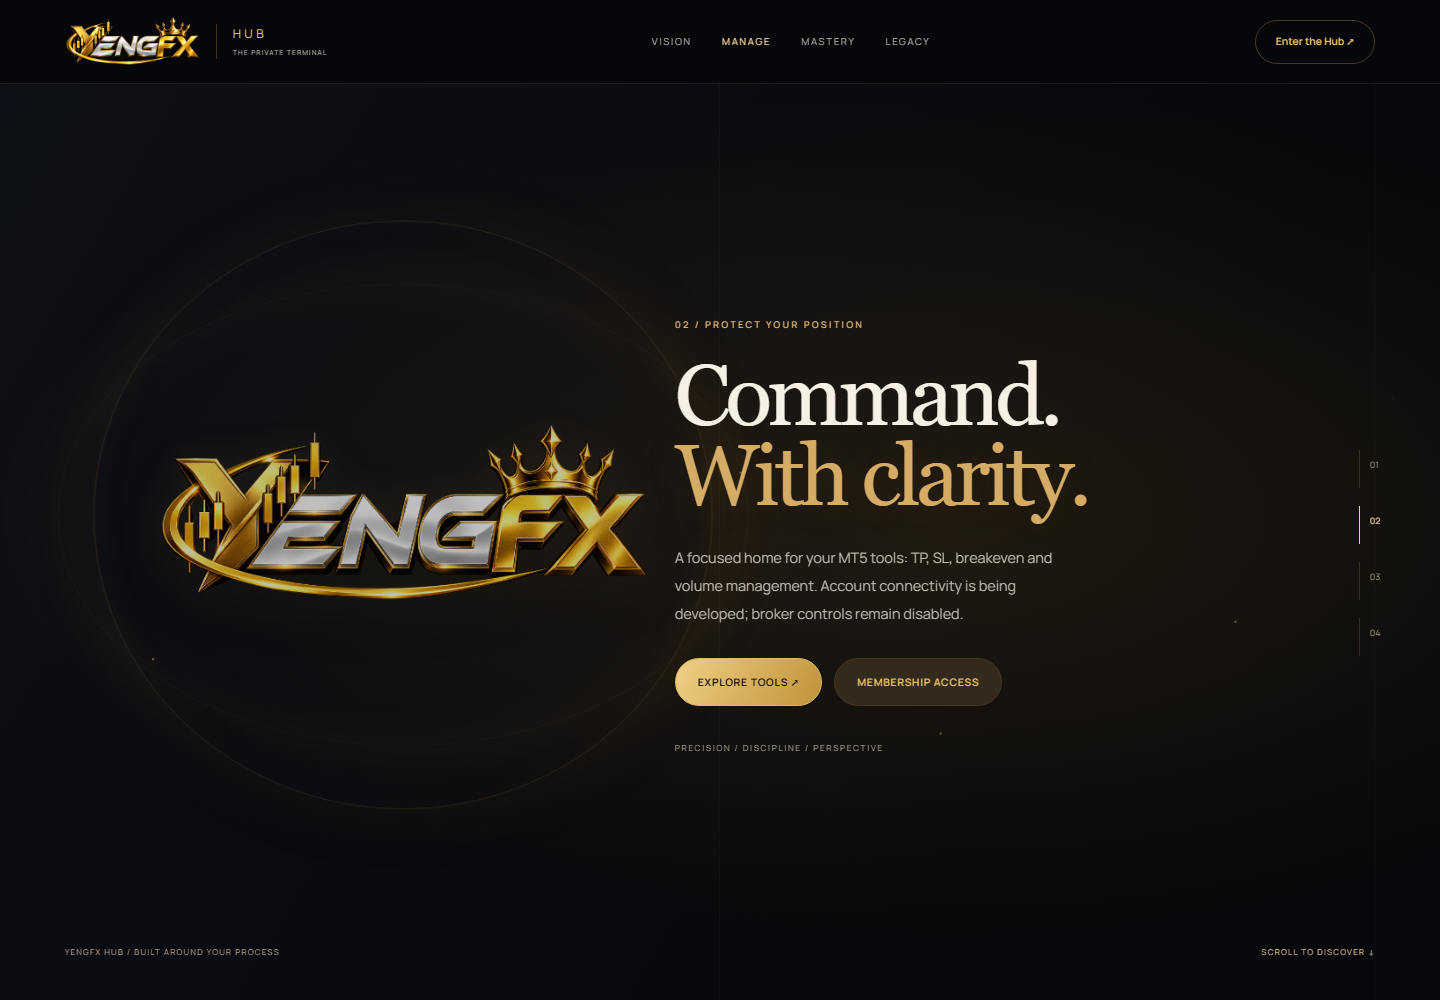 YENGFX
HUB
THE PRIVATE TERMINAL
VISION
MANAGE
MASTERY
LEGACY
Enter the Hub ↗
02 / PROTECT YOUR POSITION
Command.
With clarity.
YENGFX
A focused home for your MT5 tools: TP, SL, breakeven and
volume management. Account connectivity is being
developed; broker controls remain disabled.
EXPLORE TOOLS ↗
MEMBERSHIP ACCESS
PRECISION / DISCIPLINE / PERSPECTIVE
01
02
03
04
YENGFX HUB / BUILT AROUND YOUR PROCESS
SCROLL TO DISCOVER ↓